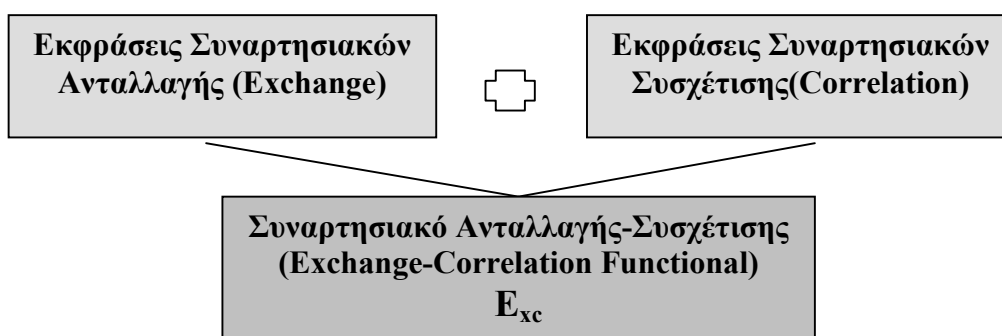 Εκφράσεις Συναρτησιακών
Ανταλλαγής (Exchange)
Εκφράσεις Συναρτησιακών
Συσχέτισης(Correlation)
Συναρτησιακό Ανταλλαγής-Συσχέτισης
(Exchange-Correlation Functional)
Exc